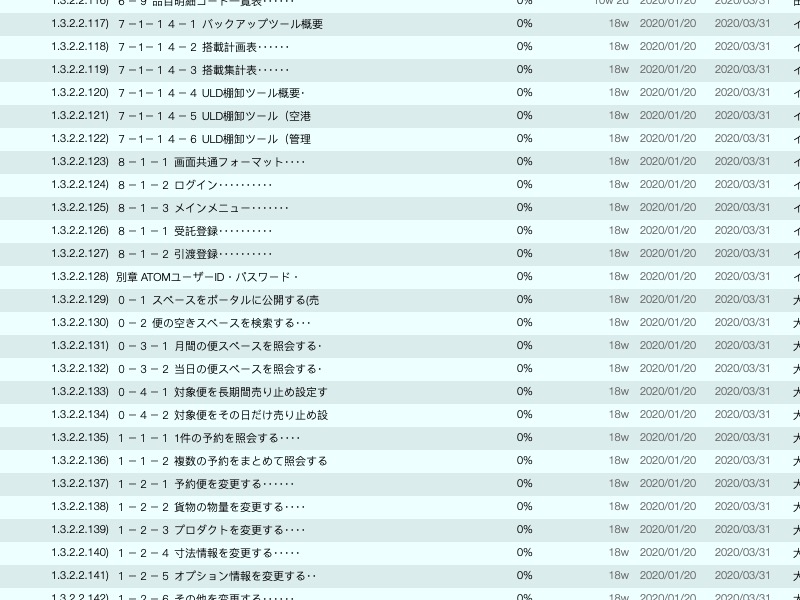 1.3.2.2.116) 6－9 品目明細コード一覧表‥‥‥ 0% 2020/01/20 2020/03/31
1.3.2.2.117) 7－1－14－1 バックアップツール概要 0% 18w 2020/01/20 2020/03/31 イ
1.3.2.2.118) 7－1－14－2 搭載計画表‥‥‥ 0% 18w 2020/01/20 2020/03/31 イ
1.3.2.2.119) 7－1－14－3 搭載集計表‥‥‥ 0% 18w 2020/01/20 2020/03/31 イ
1.3.2.2.120) 7－1－14－4 ULD棚卸ツール概要· 0% 18w 2020/01/20 2020/03/31 イ
1.3.2.2.121) 7－1－14－5 ULD棚卸ツール（空港 0% 18w 2020/01/20 2020/03/31 イ
1.3.2.2.122) 7－1－14－6 ULD棚卸ツール（管理 0% 18w 2020/01/20 2020/03/31 イ
1.3.2.2.123) 8－1－1 画面共通フォーマット‥‥ 0% 18w 2020/01/20 2020/03/31 イ
1.3.2.2.124) 8－1－2 ログイン‥‥‥‥‥ 0% 18w 2020/01/20 2020/03/31 イ
1.3.2.2.125) 8－1－3 メインメニュー‥‥‥· 0% 18w 2020/01/20 2020/03/31 イ
1.3.2.2.126) 8－1－1 受託登録‥‥‥‥‥ 0% 18w 2020/01/20 2020/03/31 イ
1.3.2.2.127) 8－1－2 引渡登録‥‥‥‥‥ 0% 18w 2020/01/20 2020/03/31 イ
1.3.2.2.128) 別章 ATOMユーザーID・パスワード・ 0% 18w 2020/01/20 2020/03/31 イ
1.3.2.2.129) 0－1 スペースをポータルに公開する(売 0% 18w 2020/01/20 2020/03/31 大
1.3.2.2.130) 0－2 便の空きスペースを検索する··· 0% 18w 2020/01/20 2020/03/31 大
1.3.2.2.131) 0－3－1 月間の便スペースを照会する· 0% 18w 2020/01/20 2020/03/31 大
1.3.2.2.132) 0－3－2 当日の便スペースを照会する· 0% 18w 2020/01/20 2020/03/31 大
1.3.2.2.133) 0－4－1 対象便を長期間売り止め設定す 0% 18w 2020/01/20 2020/03/31 大
1.3.2.2.134) 0－4－2 対象便をその日だけ売り止め設 0% 18w 2020/01/20 2020/03/31 大
1.3.2.2.135) 1－1－1 1件の予約を照会する‥‥ 0% 18w 2020/01/20 2020/03/31 大
1.3.2.2.136) 1－1－2 複数の予約をまとめて照会する 0% 18w 2020/01/20 2020/03/31 大
1.3.2.2.137) 1－2－1 予約便を変更する‥‥‥ 0% 18w 2020/01/20 2020/03/31 大
1.3.2.2.138) 1－2－2 貨物の物量を変更する‥‥ 0% 18w 2020/01/20 2020/03/31 大
1.3.2.2.139) 1－2－3 プロダクトを変更する‥‥ 0% 18w 2020/01/20 2020/03/31 大
1.3.2.2.140) 1－2－4 寸法情報を変更する‥‥· 0% 18w 2020/01/20 2020/03/31 大
1.3.2.2.141) 1－2－5 オプション情報を変更する‥ 0% 18w 2020/01/20 2020/03/31 大
1.3.2.2.142) 1－2－6 その他を変更する‥‥‥ 0% 18w 2020/01/20 2020/03/31 大